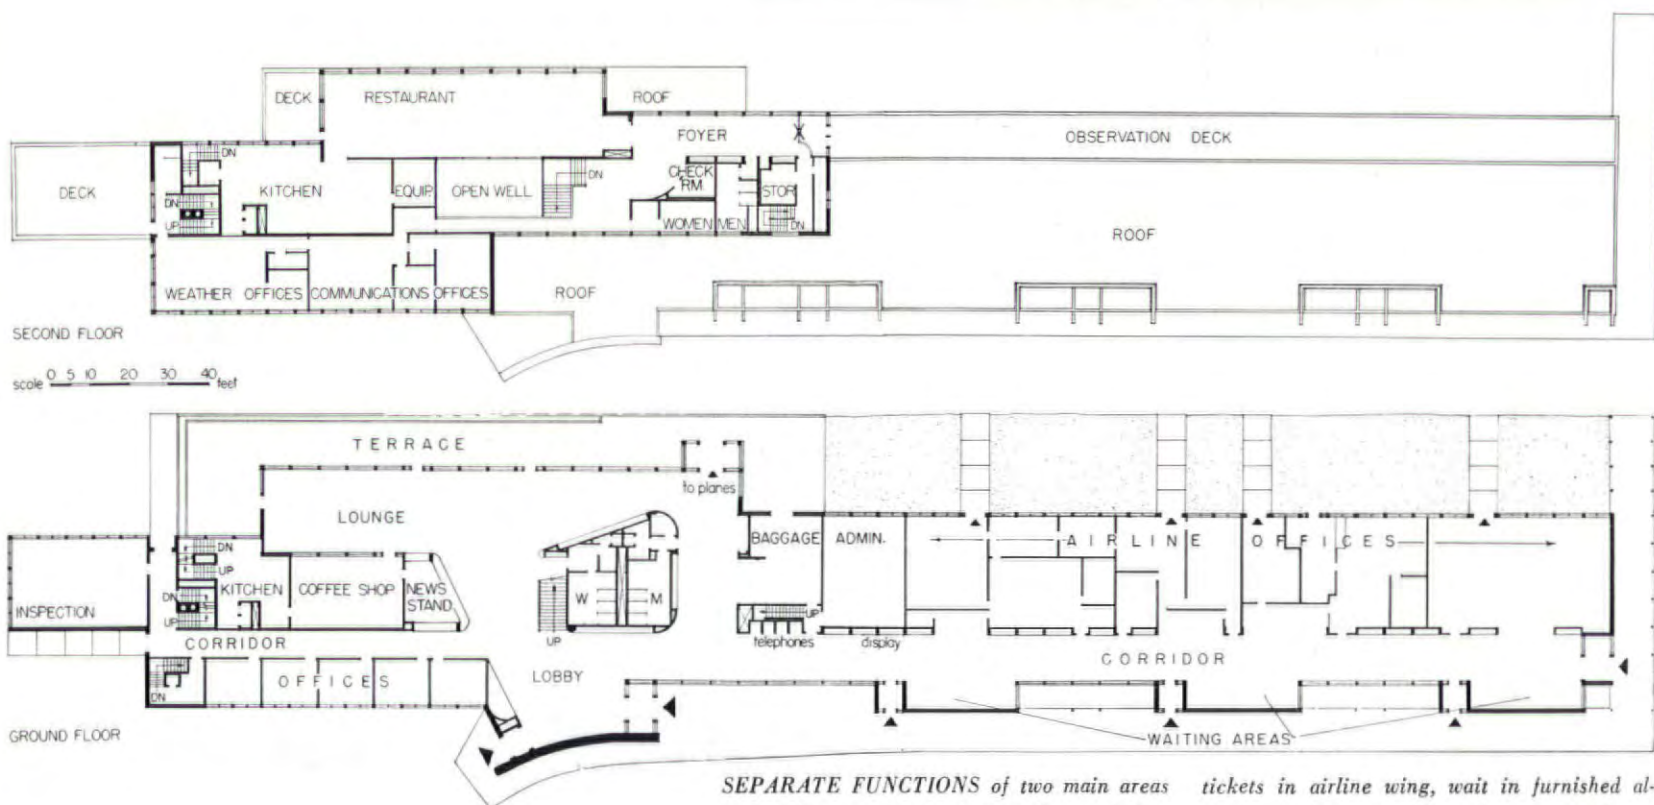 DECK RESTAURANT ROOF
FOYER
OBSERVATION DECK
DN
DECK
KITCHEN
EQUIP.
OPEN WELL
DN
CHECK
RM
STOR
DN
UP
WOMEN
MEN
DN
ROOF
WEATHER OFFICES
COMMUNICATIONS OFFICES
ROOF
SECOND FLOOR
scale 0 5 10 20 30 40 feet
TERRACE
to planes
LOUNGE
BAGGAGE
ADMIN.
AIRLINE OFFICES
DN
UP
INSPECTION
DN
UP
KITCHEN
COFFEE SHOP
NEWS
STAND
W
M
UP
UP
telephones
display
CORRIDOR
CORRIDOR
LOBBY
OFFICES
DN
GROUND FLOOR
WAITING AREAS
SEPARATE FUNCTIONS of two main areas
tickets in airline wing, wait in furnished al-